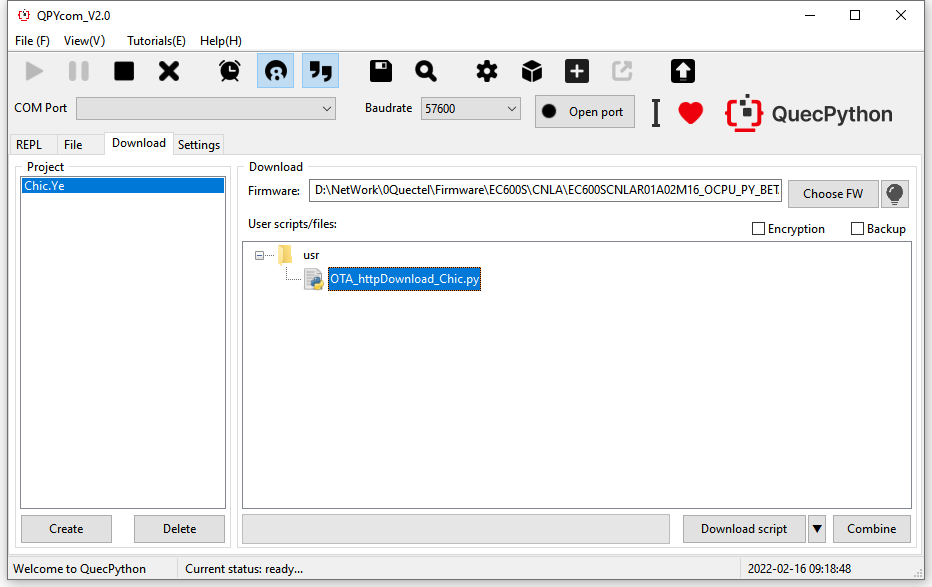 QPYcom_V2.0
File (F) View(V) Tutorials(E) Help(H)
COM Port Baudrate 57600 Open port QuecPython
REPL File Download Settings
Project Download
Chic.Ye Firmware: D:\NetWork\0Quectel\Firmware\EC600S\CNLA\EC600SCNLAR01A02M16_OCPU_PY_BET. Choose FW
User scripts/files: Encryption Backup
usr
OTA_httpDownload_Chic.py
Create Delete Download script Combine
Welcome to QuecPython Current status: ready... 2022-02-16 09:18:48